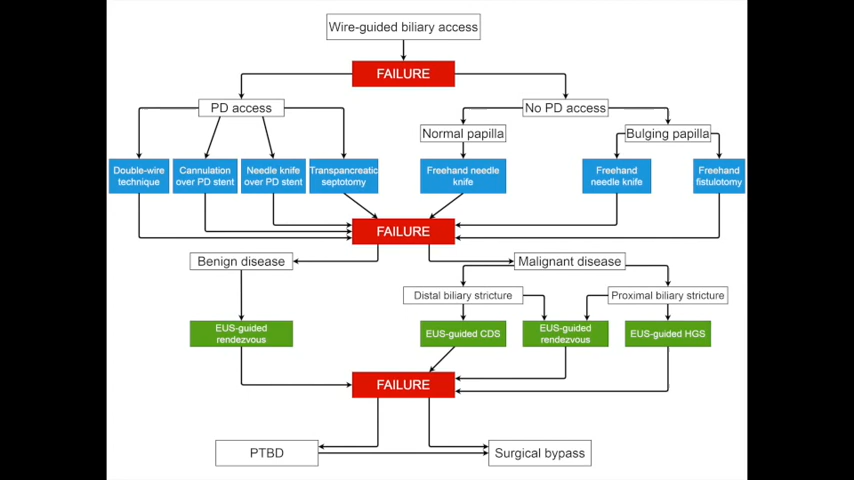 Wire-guided biliary access
FAILURE
PD access
No PD access
Normal papilla
Bulging papilla
Double-wire
technique
Cannulation
over PD stent
Needle knife
over PD stent
Transpancreatic
septotomy
Freehand needle
knife
Freehand
needle knife
Freehand
fistulotomy
FAILURE
Benign disease
Malignant disease
Distal biliary stricture
Proximal biliary stricture
EUS-guided
rendezvous
EUS-guided CDS
EUS-guided
rendezvous
EUS-guided HGS
FAILURE
PTBD
Surgical bypass